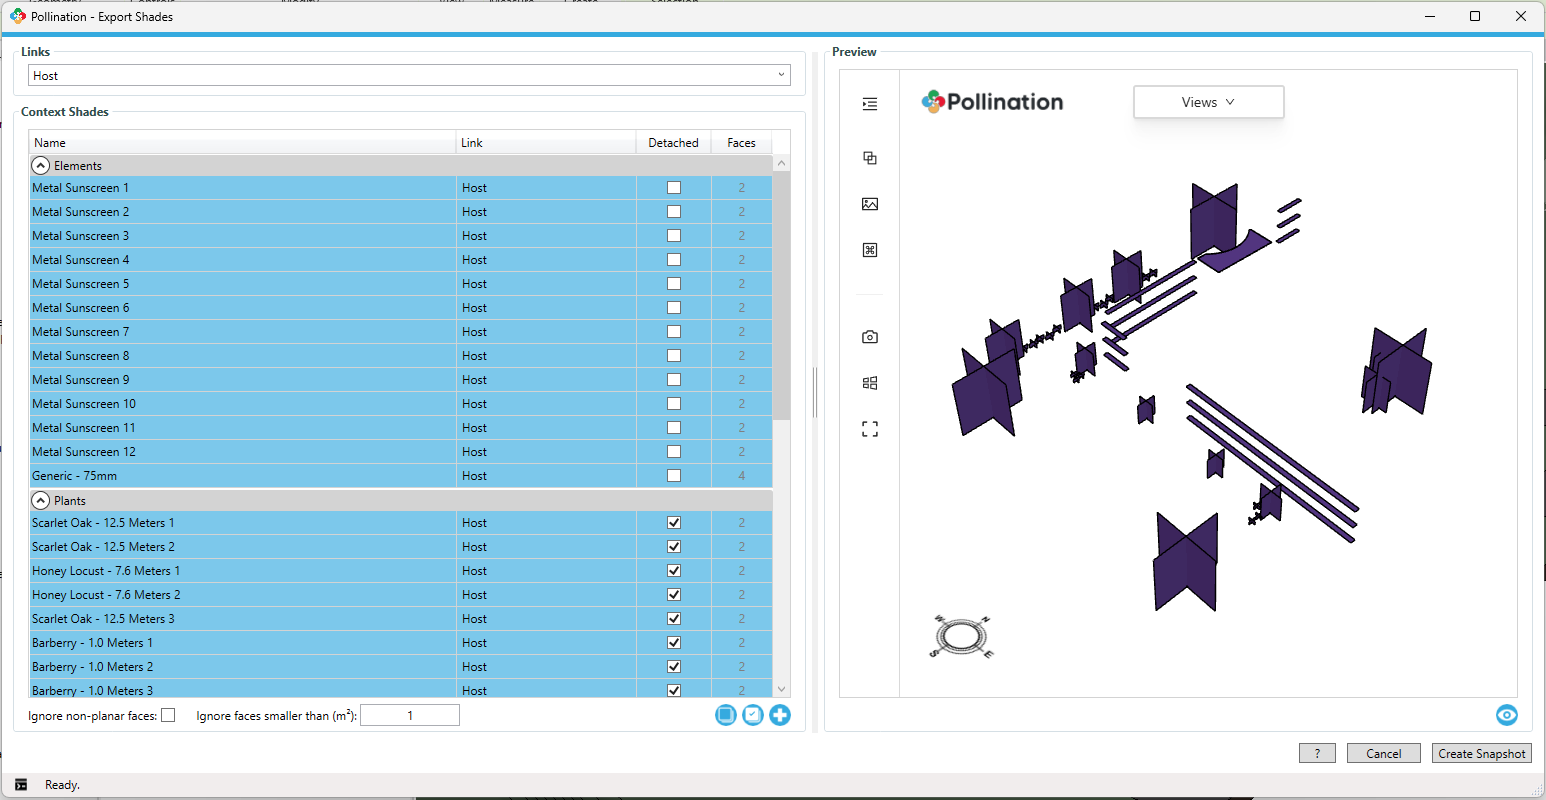 Pollination - Export Shades
Links
Host
Context Shades
Name Link Detached Faces
Elements
Metal Sunscreen 1 Host 2
Metal Sunscreen 2 Host 2
Metal Sunscreen 3 Host 2
Metal Sunscreen 4 Host 2
Metal Sunscreen 5 Host 2
Metal Sunscreen 6 Host 2
Metal Sunscreen 7 Host 2
Metal Sunscreen 8 Host 2
Metal Sunscreen 9 Host 2
Metal Sunscreen 10 Host 2
Metal Sunscreen 11 Host 2
Metal Sunscreen 12 Host 2
Generic - 75mm Host 4
Plants
Scarlet Oak - 12.5 Meters 1 Host 2
Scarlet Oak - 12.5 Meters 2 Host 2
Honey Locust - 7.6 Meters 1 Host 2
Honey Locust - 7.6 Meters 2 Host 2
Scarlet Oak - 12.5 Meters 3 Host 2
Barberry - 1.0 Meters 1 Host 2
Barberry - 1.0 Meters 2 Host 2
Barberry - 1.0 Meters 3 Host 2
Ignore non-planar faces: Ignore faces smaller than (m²): 1
Preview
Pollination
Views
W N
S E
? Cancel Create Snapshot
Ready.